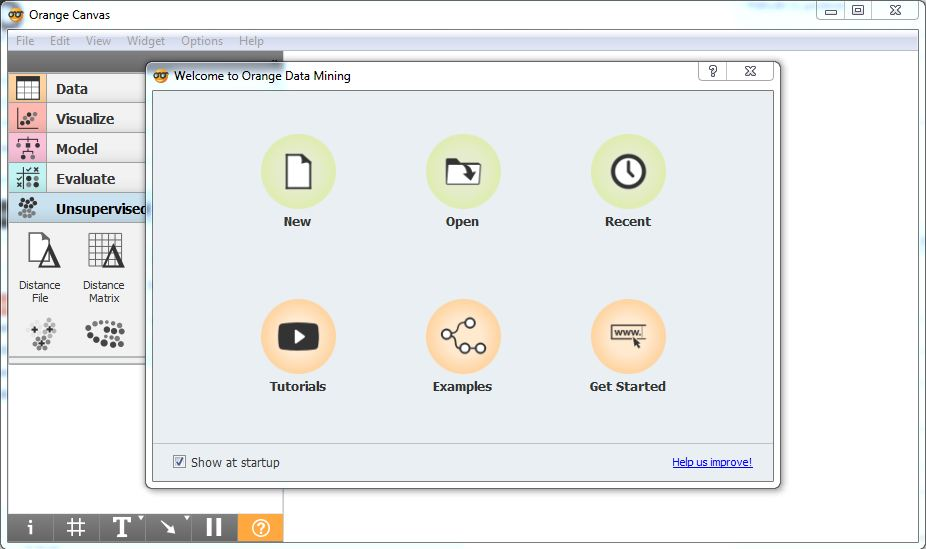 Orange Canvas
File Edit View Widget Options Help
Welcome to Orange Data Mining
Data
Visualize
Model
Evaluate
Unsupervised
Distance
File
Distance
Matrix
New
Open
Recent
www.
Tutorials
Examples
Get Started
Show at startup
Help us improve!